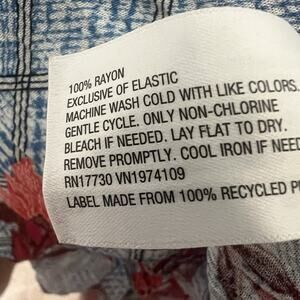 100% RAYON
EXCLUSIVE OF ELASTIC
MACHINE WASH COLD WITH LIKE COLORS.
GENTLE CYCLE. ONLY NON-CHLORINE
BLEACH IF NEEDED. LAY FLAT TO DRY.
REMOVE PROMPTLY. COOL IRON IF NEED
RN17730 VN1974109
LABEL MADE FROM 100% RECYCLED P